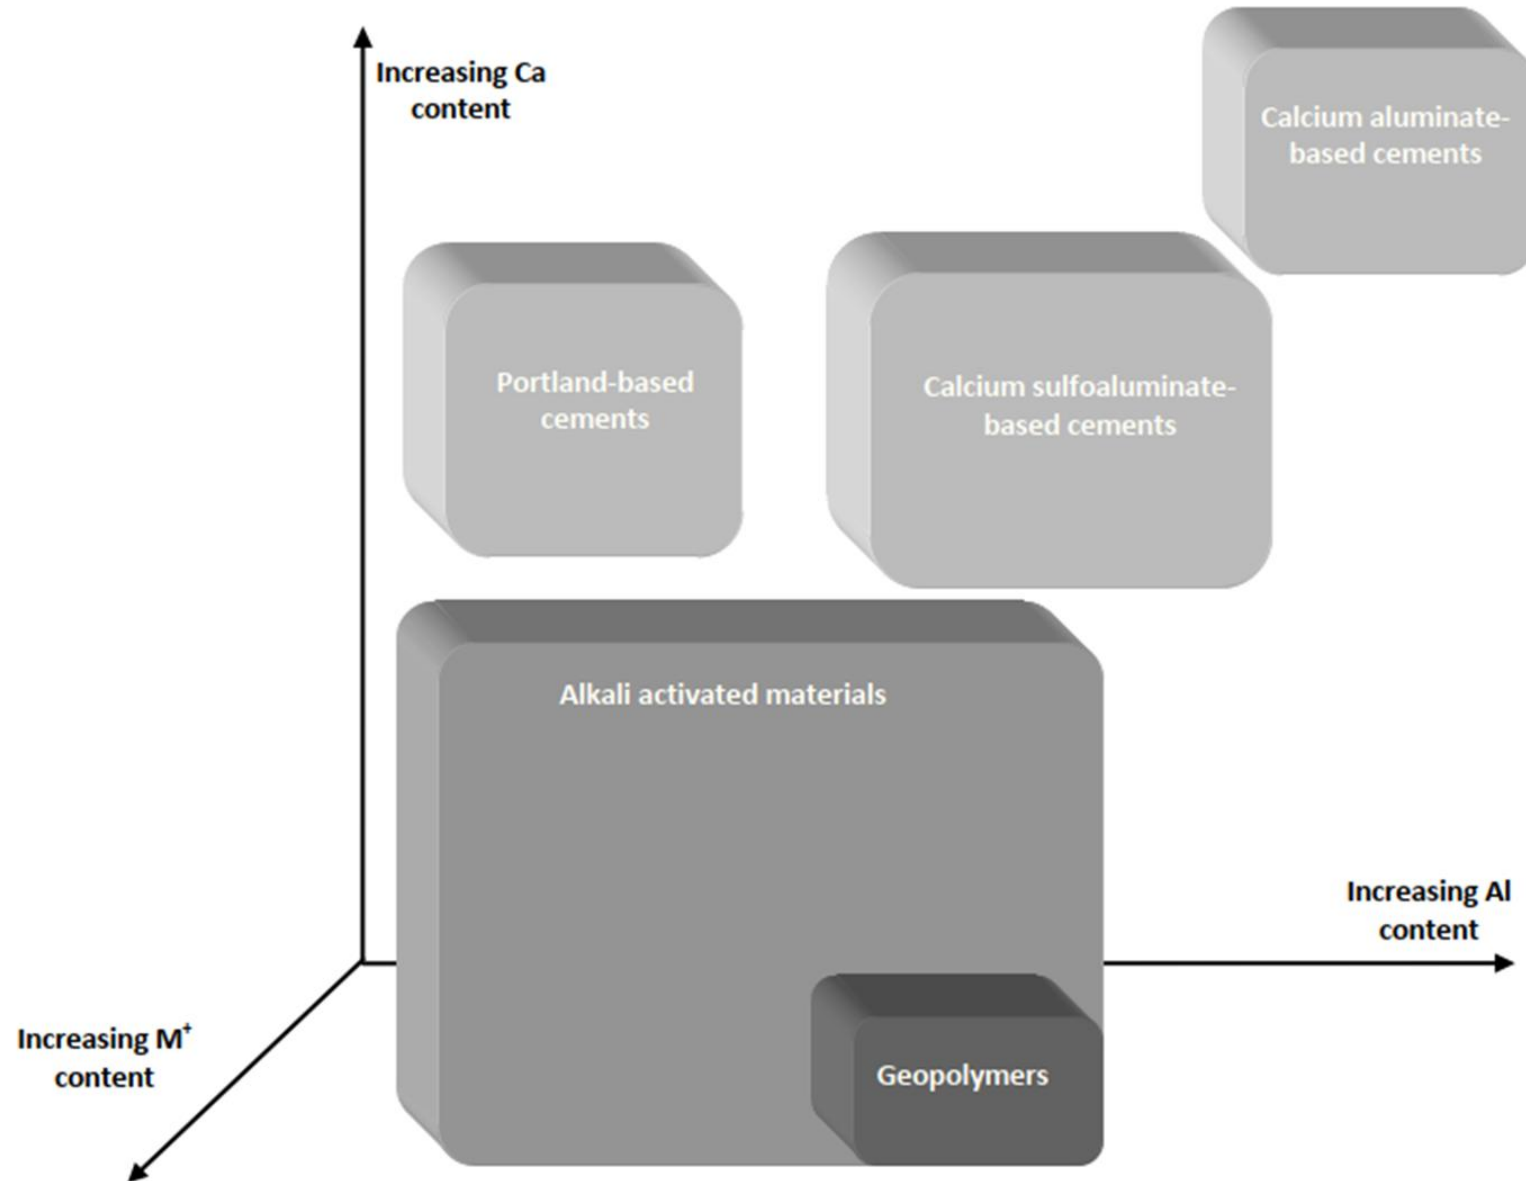 Increasing Ca
content
Calcium aluminate-
based cements
Portland-based
cements
Calcium sulfoaluminate-
based cements
Alkali activated materials
Increasing Al
content
Increasing M⁺
content
Geopolymers